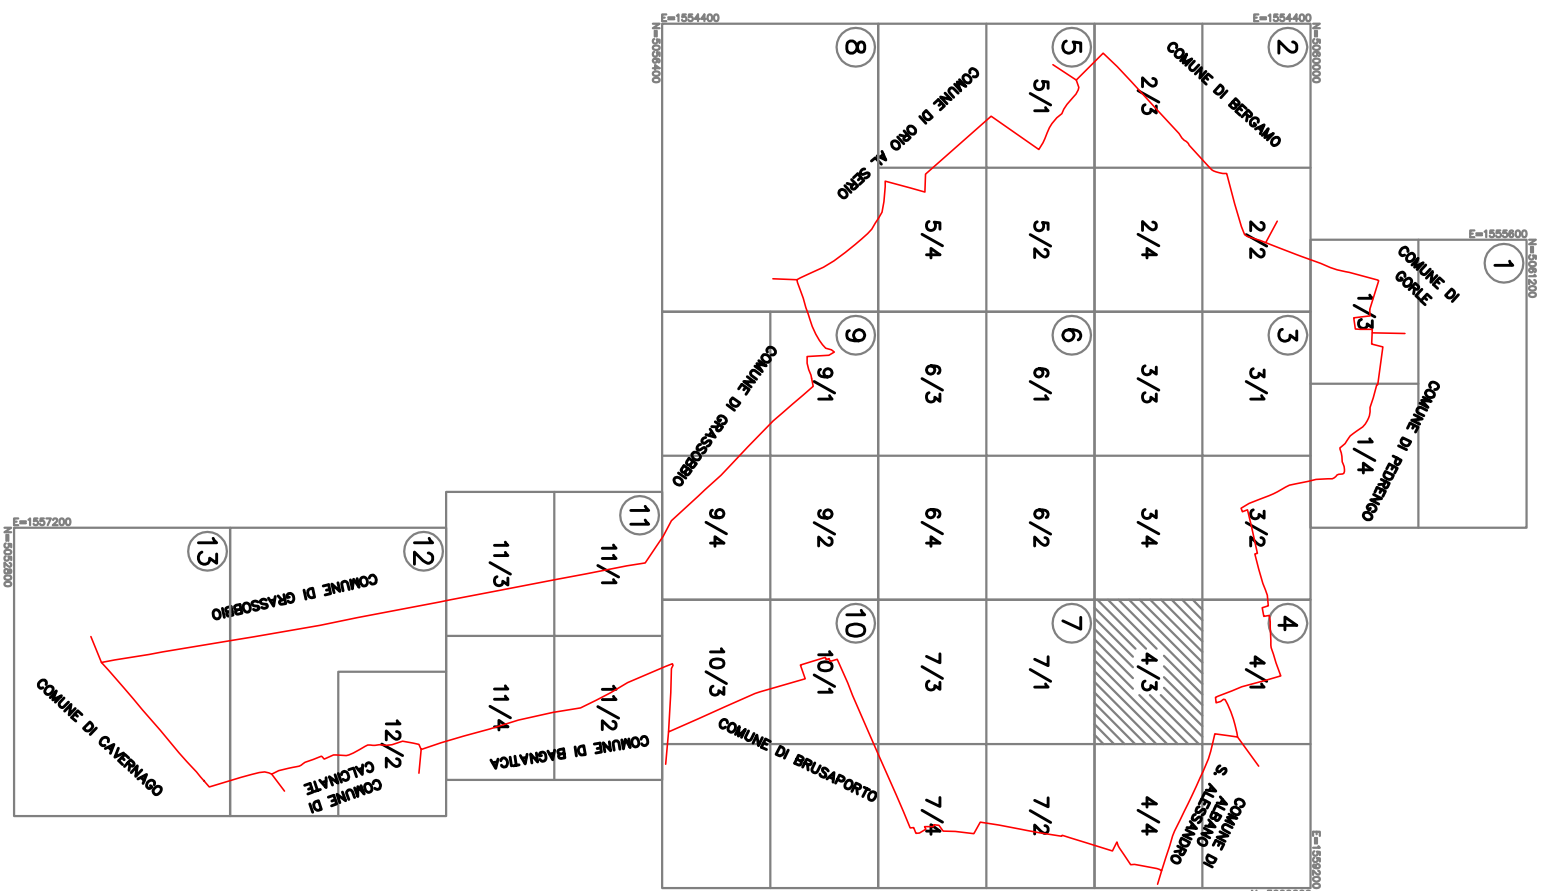 E=1554400
N=5056400
E=1554400
N=5060000
E=1555600
N=5061200
E=1557200
N=5052800
E=1559200
1
2
3
4
5
6
7
8
9
10
11
12
13
1/3
1/4
2/2
2/3
2/4
3/1
3/2
3/3
3/4
4/1
4/3
4/4
5/1
5/2
5/4
6/1
6/2
6/3
6/4
7/1
7/2
7/3
7/4
9/1
9/2
9/4
10/1
10/3
11/1
11/2
11/3
11/4
12/2
COMUNE DI BERGAMO
COMUNE DI
GORLE
COMUNE DI PEDRENGO
COMUNE DI ORIO AL SERIO
COMUNE DI GRASSOBBIO
COMUNE DI GRASSOBBIO
COMUNE DI
ALBANO
S. ALESSANDRO
COMUNE DI BRUSAPORTO
COMUNE DI BAGNATICA
COMUNE DI
CALCINATE
COMUNE DI CAVERNAGO